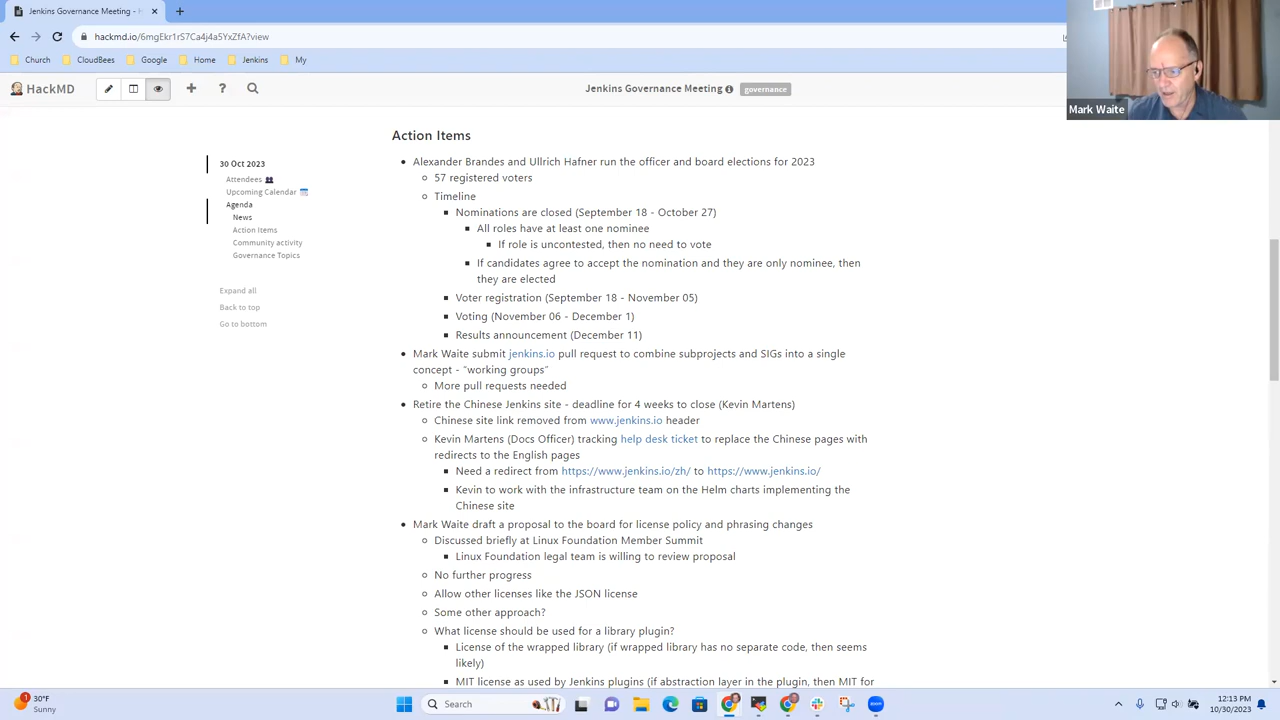 Jenkins Governance Meeting - H
hackmd.io/6mgEkr1rS7Ca4j4a5YxZfA?view
Church CloudBees Google Home Jenkins My
HackMD
Jenkins Governance Meeting governance
Mark Waite
30 Oct 2023
Attendees
Upcoming Calendar
Agenda
News
Action Items
Community activity
Governance Topics
Expand all
Back to top
Go to bottom
Action Items
Alexander Brandes and Ullrich Hafner run the officer and board elections for 2023
57 registered voters
Timeline
Nominations are closed (September 18 - October 27)
All roles have at least one nominee
If role is uncontested, then no need to vote
If candidates agree to accept the nomination and they are only nominee, then
they are elected
Voter registration (September 18 - November 05)
Voting (November 06 - December 1)
Results announcement (December 11)
Mark Waite submit jenkins.io pull request to combine subprojects and SIGs into a single
concept - “working groups”
More pull requests needed
Retire the Chinese Jenkins site - deadline for 4 weeks to close (Kevin Martens)
Chinese site link removed from www.jenkins.io header
Kevin Martens (Docs Officer) tracking help desk ticket to replace the Chinese pages with
redirects to the English pages
Need a redirect from https://www.jenkins.io/zh/ to https://www.jenkins.io/
Kevin to work with the infrastructure team on the Helm charts implementing the
Chinese site
Mark Waite draft a proposal to the board for license policy and phrasing changes
Discussed briefly at Linux Foundation Member Summit
Linux Foundation legal team is willing to review proposal
No further progress
Allow other licenses like the JSON license
Some other approach?
What license should be used for a library plugin?
License of the wrapped library (if wrapped library has no separate code, then seems
likely)
MIT license as used by Jenkins plugins (if abstraction layer in the plugin, then MIT for
30°F
Sunny
Search
zoom
12:13 PM
10/30/2023